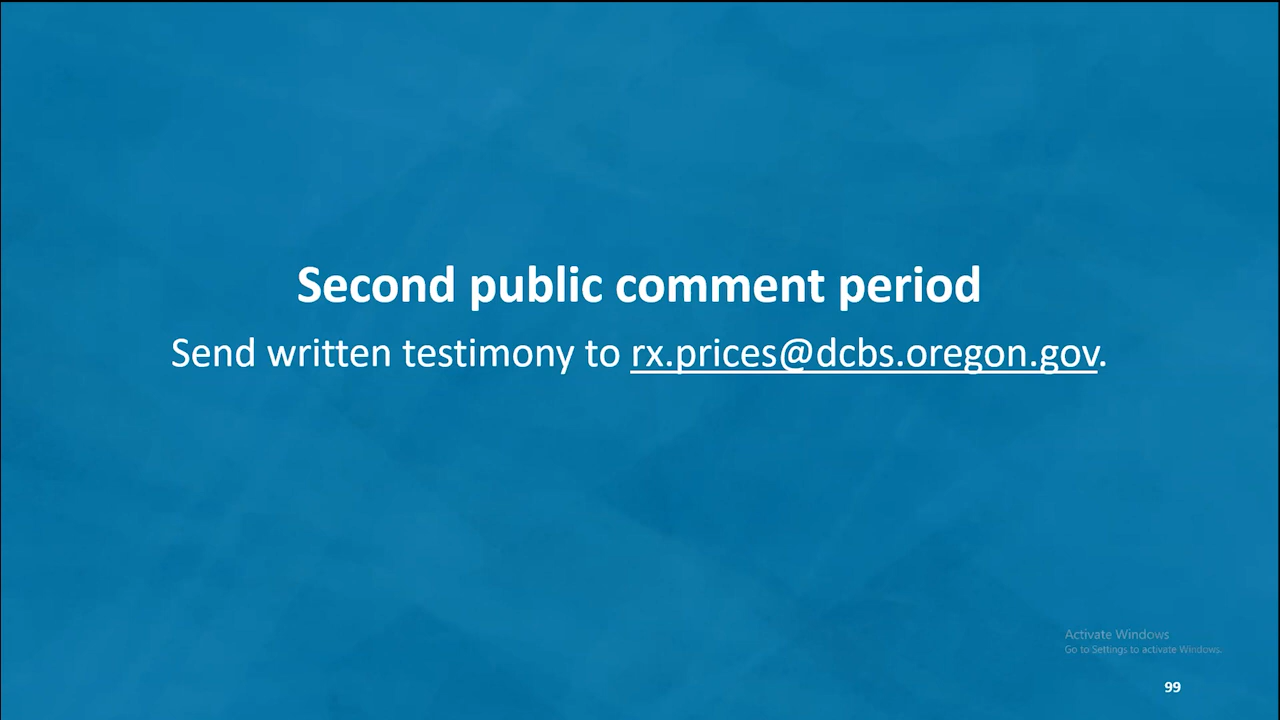 Second public comment period
Send written testimony to rx.prices@dcbs.oregon.gov.
Activate Windows
Go to Settings to activate Windows.
99